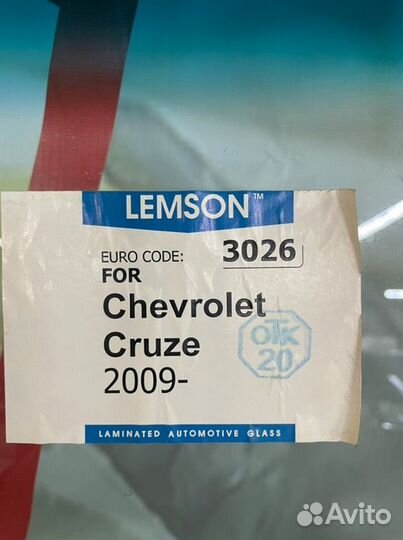 LEMSON™
EURO CODE: 3026
FOR
Chevrolet
Cruze
2009-
ОТК
20
LAMINATED AUTOMOTIVE GLASS
Avito